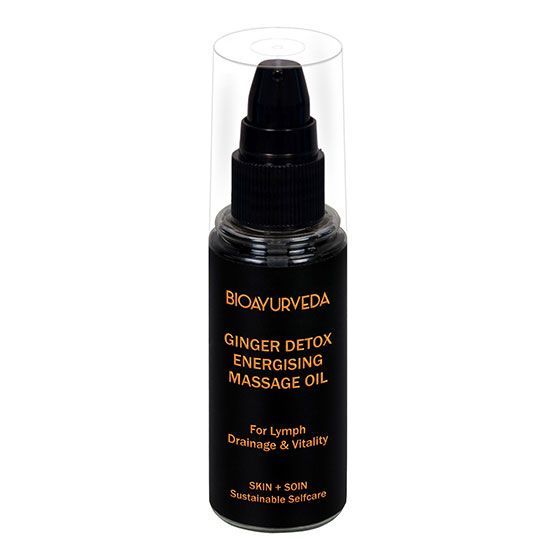 BIOAYURVEDA
GINGER DETOX
ENERGISING
MASSAGE OIL
For Lymph
Drainage & Vitality
SKIN + SOIN
Sustainable Selfcare